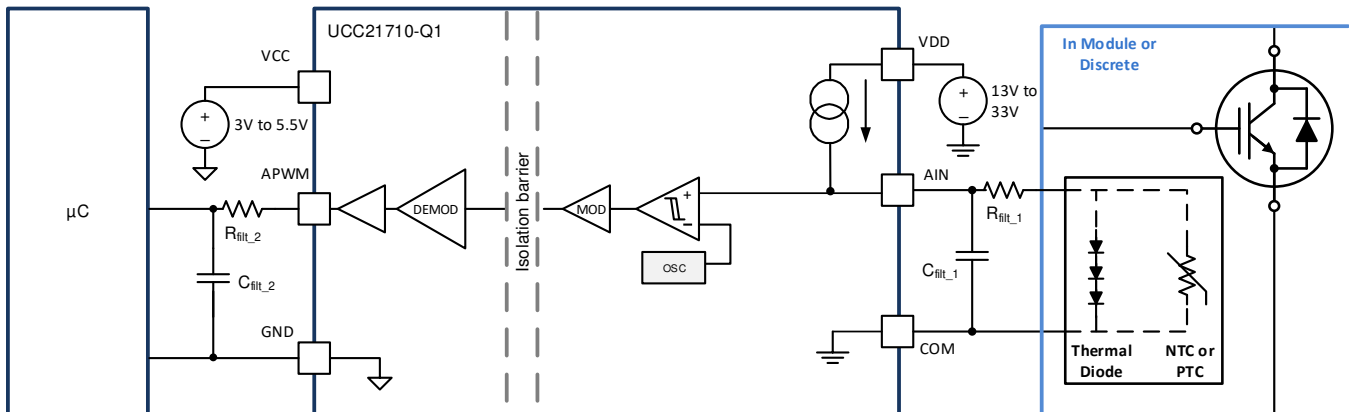 UCC21710-Q1
In Module or
Discrete
VCC
VDD
+
−
3V to 5.5V
+
−
13V to
33V
APWM
AIN
µC
DEMOD
Isolation barrier
MOD
+
−
OSC
Rfilt_2
Cfilt_2
Rfilt_1
Cfilt_1
GND
COM
Thermal
Diode
NTC or
PTC